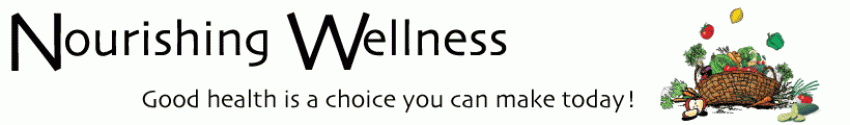 Nourishing Wellness
Good health is a choice you can make today!